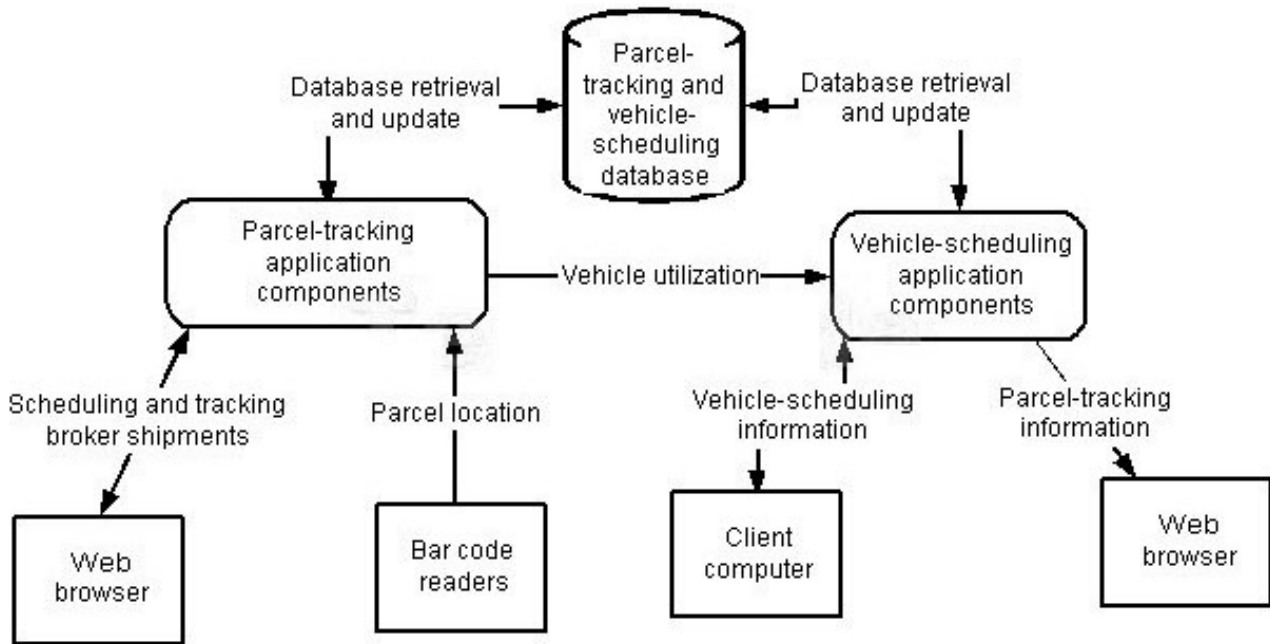 Parcel-
tracking and
vehicle-
scheduling
database
Database retrieval
and update
Database retrieval
and update
Parcel-tracking
application
components
Vehicle utilization
Vehicle-scheduling
application
components
Scheduling and tracking
broker shipments
Parcel location
Vehicle-scheduling
information
Parcel-tracking
information
Web
browser
Bar code
readers
Client
computer
Web
browser